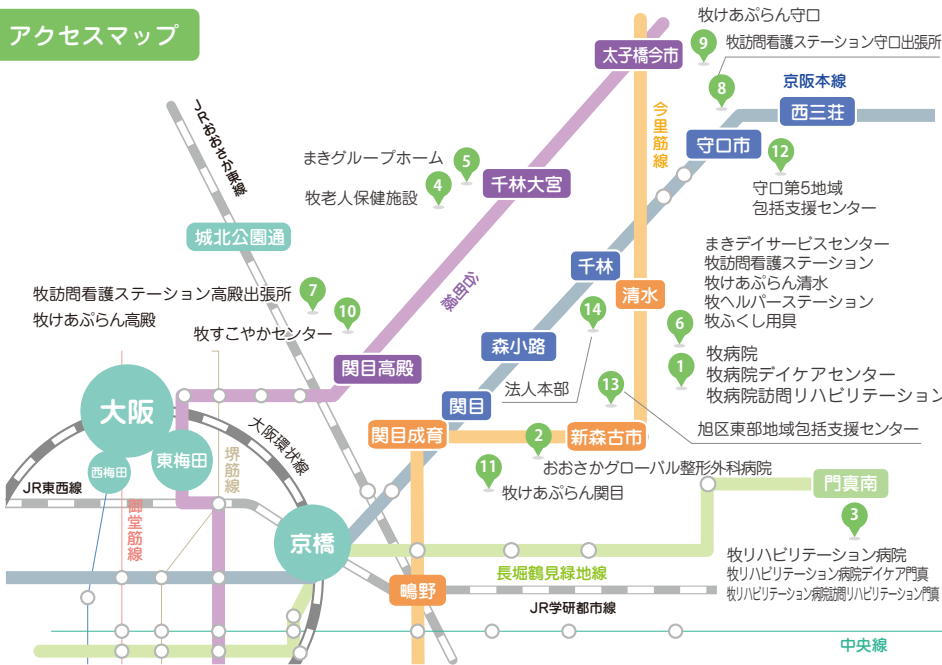 アクセスマップ
牧けあぷらん守口
9
牧訪問看護ステーション守口出張所
太子橋今市
8
京阪本線
西三荘
JRおおさか東線
今里筋線
守口市
12
まきグループホーム
5
千林大宮
4
牧老人保健施設
守口第5地域
包括支援センター
城北公園通
まきデイサービスセンター
牧訪問看護ステーション
牧けあぷらん清水
牧ヘルパーステーション
牧ふくし用具
千林
清水
谷町線
牧訪問看護ステーション高殿出張所
7
牧けあぷらん高殿
10
牧すこやかセンター
14
6
森小路
1
牧病院
牧病院デイケアセンター
牧病院訪問リハビリテーション
関目高殿
法人本部
13
大阪
関目
旭区東部地域包括支援センター
大阪環状線
関目成育
2
新森古市
東梅田
西梅田
堺筋線
11
おおさかグローバル整形外科病院
牧けあぷらん関目
JR東西線
門真南
御堂筋線
3
京橋
牧リハビリテーション病院
牧リハビリテーション病院デイケア門真
牧リハビリテーション病院訪問リハビリテーション門真
長堀鶴見緑地線
鴫野
JR学研都市線
中央線